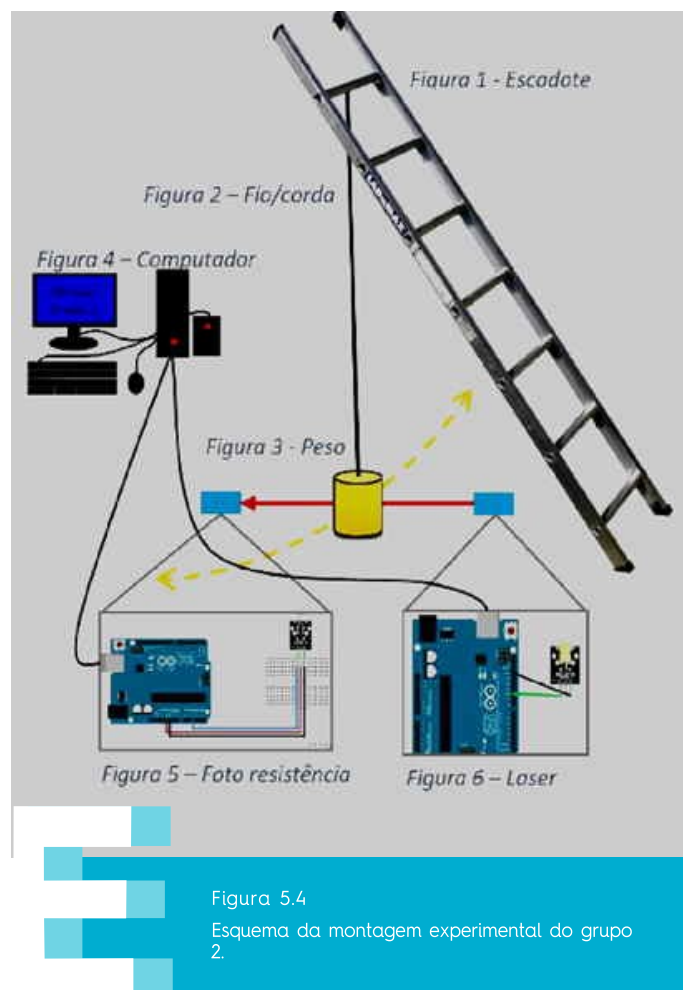 Figura 1 - Escadote
Figura 2 – Fio/corda
Figura 4 – Computador
Figura 3 - Peso
Figura 5 – Foto resistência
Figura 6 – Laser
Figura 5.4
Esquema da montagem experimental do grupo
2.